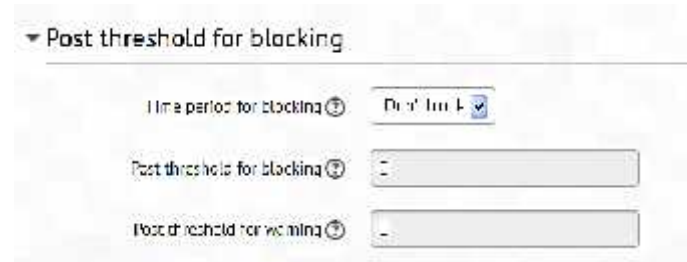 Post threshold for blocking
Time period for blocking
Don't block
Post threshold for blocking
Post threshold for warning